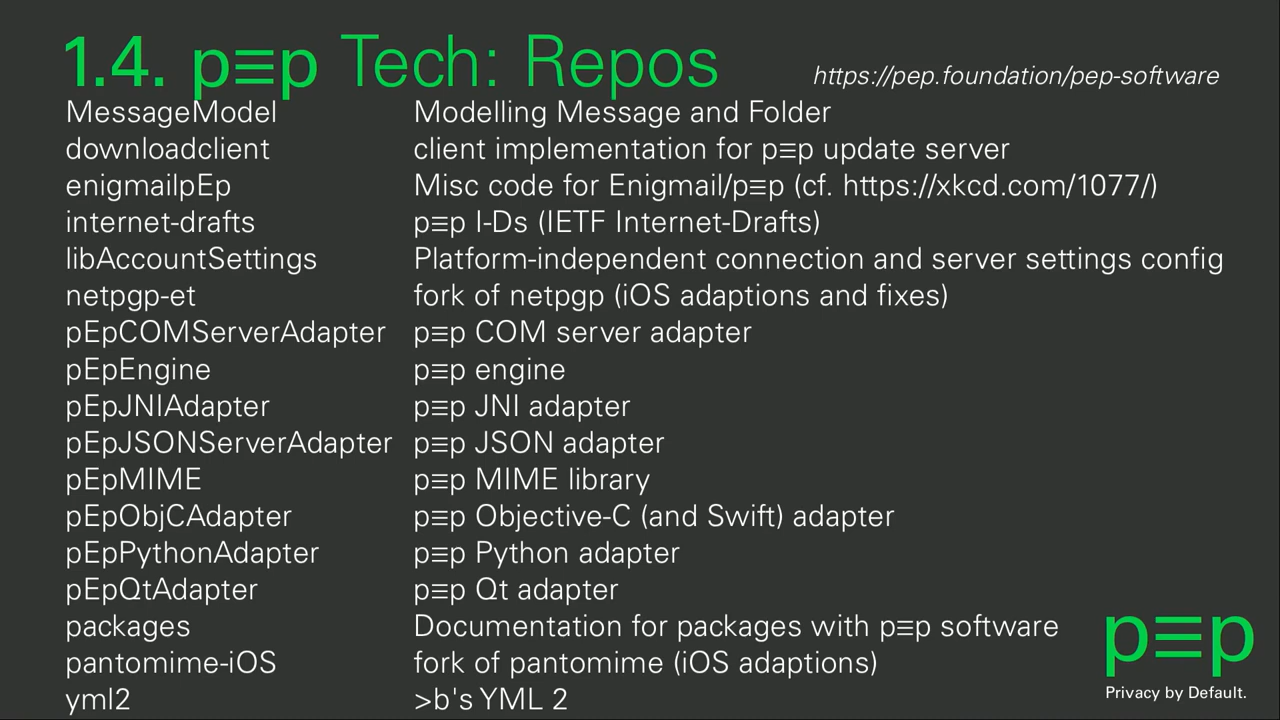 1.4. p≡p Tech: Repos https://pep.foundation/pep-software
MessageModel Modelling Message and Folder
downloadclient client implementation for p≡p update server
enigmailpEp Misc code for Enigmail/p≡p (cf. https://xkcd.com/1077/)
internet-drafts p≡p I-Ds (IETF Internet-Drafts)
libAccountSettings Platform-independent connection and server settings config
netpgp-et fork of netpgp (iOS adaptions and fixes)
pEpCOMServerAdapter p≡p COM server adapter
pEpEngine p≡p engine
pEpJNIAdapter p≡p JNI adapter
pEpJSONServerAdapter p≡p JSON adapter
pEpMIME p≡p MIME library
pEpObjCAdapter p≡p Objective-C (and Swift) adapter
pEpPythonAdapter p≡p Python adapter
pEpQtAdapter p≡p Qt adapter
packages Documentation for packages with p≡p software
pantomime-iOS fork of pantomime (iOS adaptions)
yml2 >b's YML 2
p≡p
Privacy by Default.